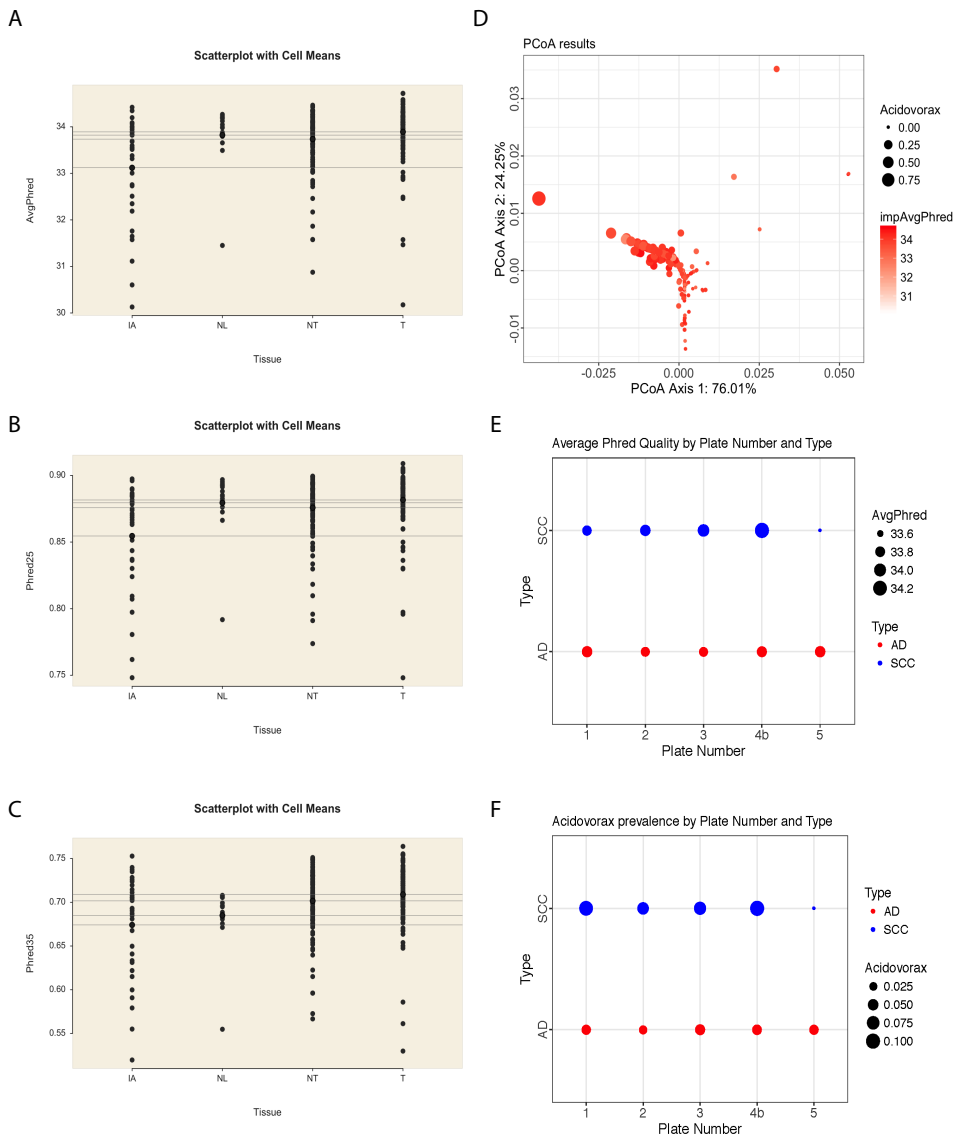 A
Scatterplot with Cell Means
AvgPhred
34
33
32
31
30
IA NL NT T
Tissue
B
Scatterplot with Cell Means
Phred25
0.90
0.85
0.80
0.75
IA NL NT T
Tissue
C
Scatterplot with Cell Means
Phred35
0.75
0.70
0.65
0.60
0.55
IA NL NT T
Tissue
D
PCoA results
PCoA Axis 2: 24.25%
0.03
0.02
0.01
0.00
-0.01
-0.025 0.000 0.025 0.050
PCoA Axis 1: 76.01%
Acidovorax
0.00
0.25
0.50
0.75
impAvgPhred
34
33
32
31
E
Average Phred Quality by Plate Number and Type
Type
SCC
AD
1 2 3 4b 5
Plate Number
AvgPhred
33.6
33.8
34.0
34.2
Type
AD
SCC
F
Acidovorax prevalence by Plate Number and Type
Type
SCC
AD
1 2 3 4b 5
Plate Number
Type
AD
SCC
Acidovorax
0.025
0.050
0.075
0.100